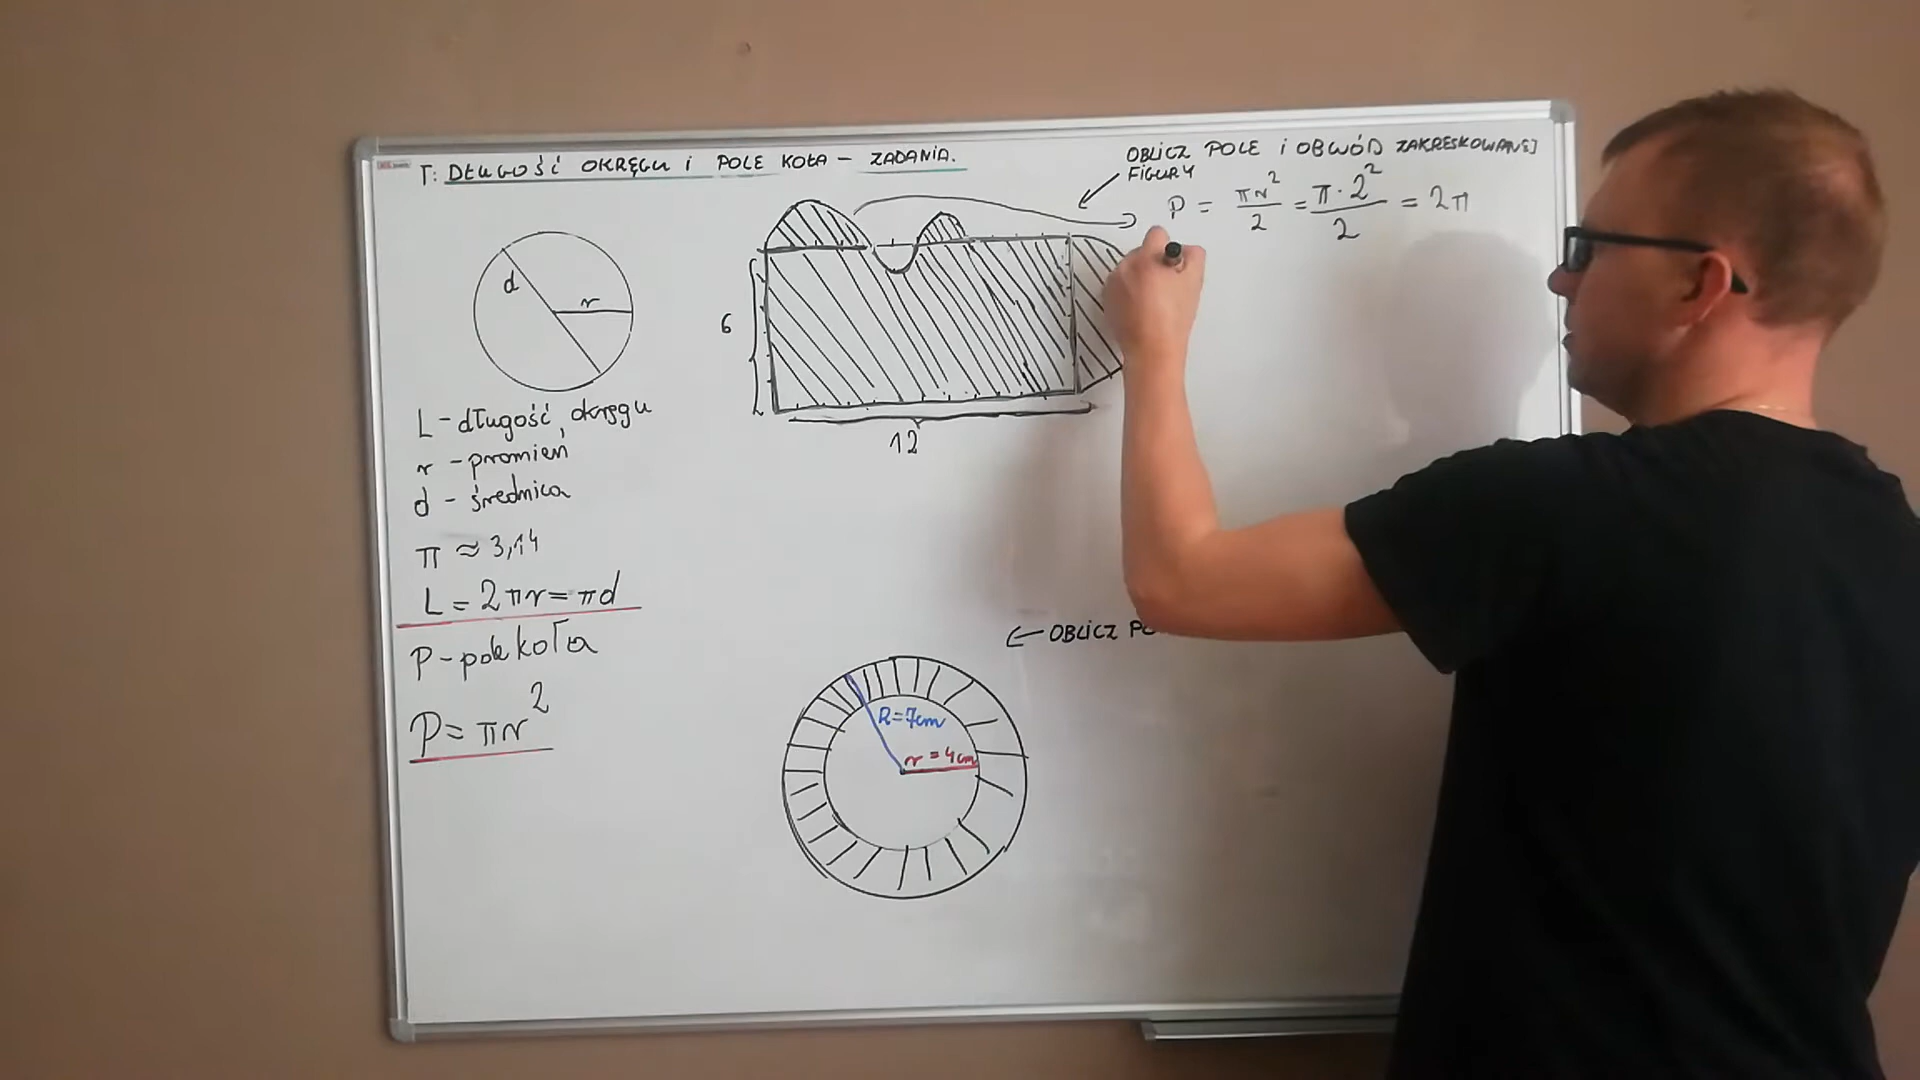 T: DŁUGOŚĆ OKRĘGU I POLE KOŁA – ZADANIA.
OBLICZ POLE i OBWÓD ZAKRESKOWANEJ
FIGURY
P = πr²/2 = π·2²/2 = 2π
d
r
6
12
L – długość okręgu
r – promień
d – średnica
π ≈ 3,14
L = 2πr = πd
P – pole koła
P = πr²
← OBLICZ
R = 7cm
r = 4cm